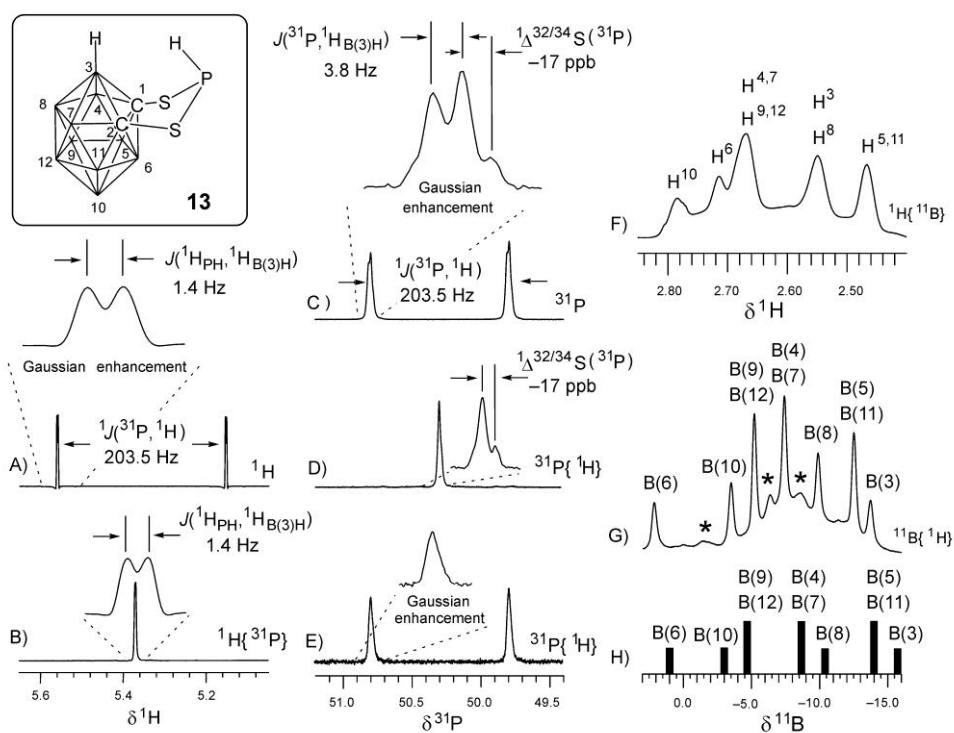 H
H
3
P
1
8
7
4
C
S
2
C
S
12
9
11
5
6
10
13
J(¹H_PH,¹H_B(3)H)
1.4 Hz
Gaussian enhancement
¹J(³¹P,¹H)
203.5 Hz
A)
¹H
J(¹H_PH,¹H_B(3)H)
1.4 Hz
B)
¹H{³¹P}
5.6 5.4 5.2
δ¹H
J(³¹P,¹H_B(3)H)
3.8 Hz
¹Δ³²/³⁴S(³¹P)
–17 ppb
Gaussian
enhancement
¹J(³¹P,¹H)
203.5 Hz
C)
³¹P
¹Δ³²/³⁴S(³¹P)
–17 ppb
D)
³¹P{¹H}
Gaussian
enhancement
E)
³¹P{¹H}
51.0 50.5 50.0 49.5
δ³¹P
H⁴,⁷
H³
H⁹,¹²
H⁸
H⁶
H⁵,¹¹
H¹⁰
F)
¹H{¹¹B}
2.80 2.70 2.60 2.50
δ¹H
B(4)
B(9)
B(7)
B(5)
B(12)
B(11)
B(8)
B(6)
B(10)
*
*
*
B(3)
G)
¹¹B{¹H}
B(9)
B(4)
B(5)
B(12)
B(7)
B(11)
B(6)
B(10)
B(8)
B(3)
H)
0.0 –5.0 –10.0 –15.0
δ¹¹B